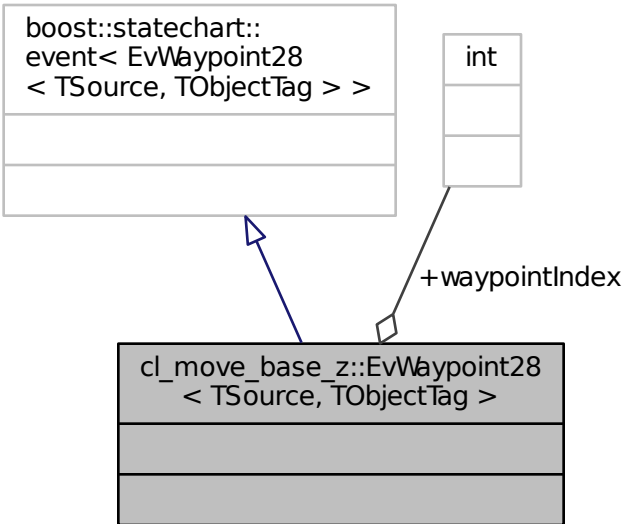 boost::statechart::
event< EvWaypoint28
< TSource, TObjectTag > >
int
+waypointIndex
cl_move_base_z::EvWaypoint28
< TSource, TObjectTag >